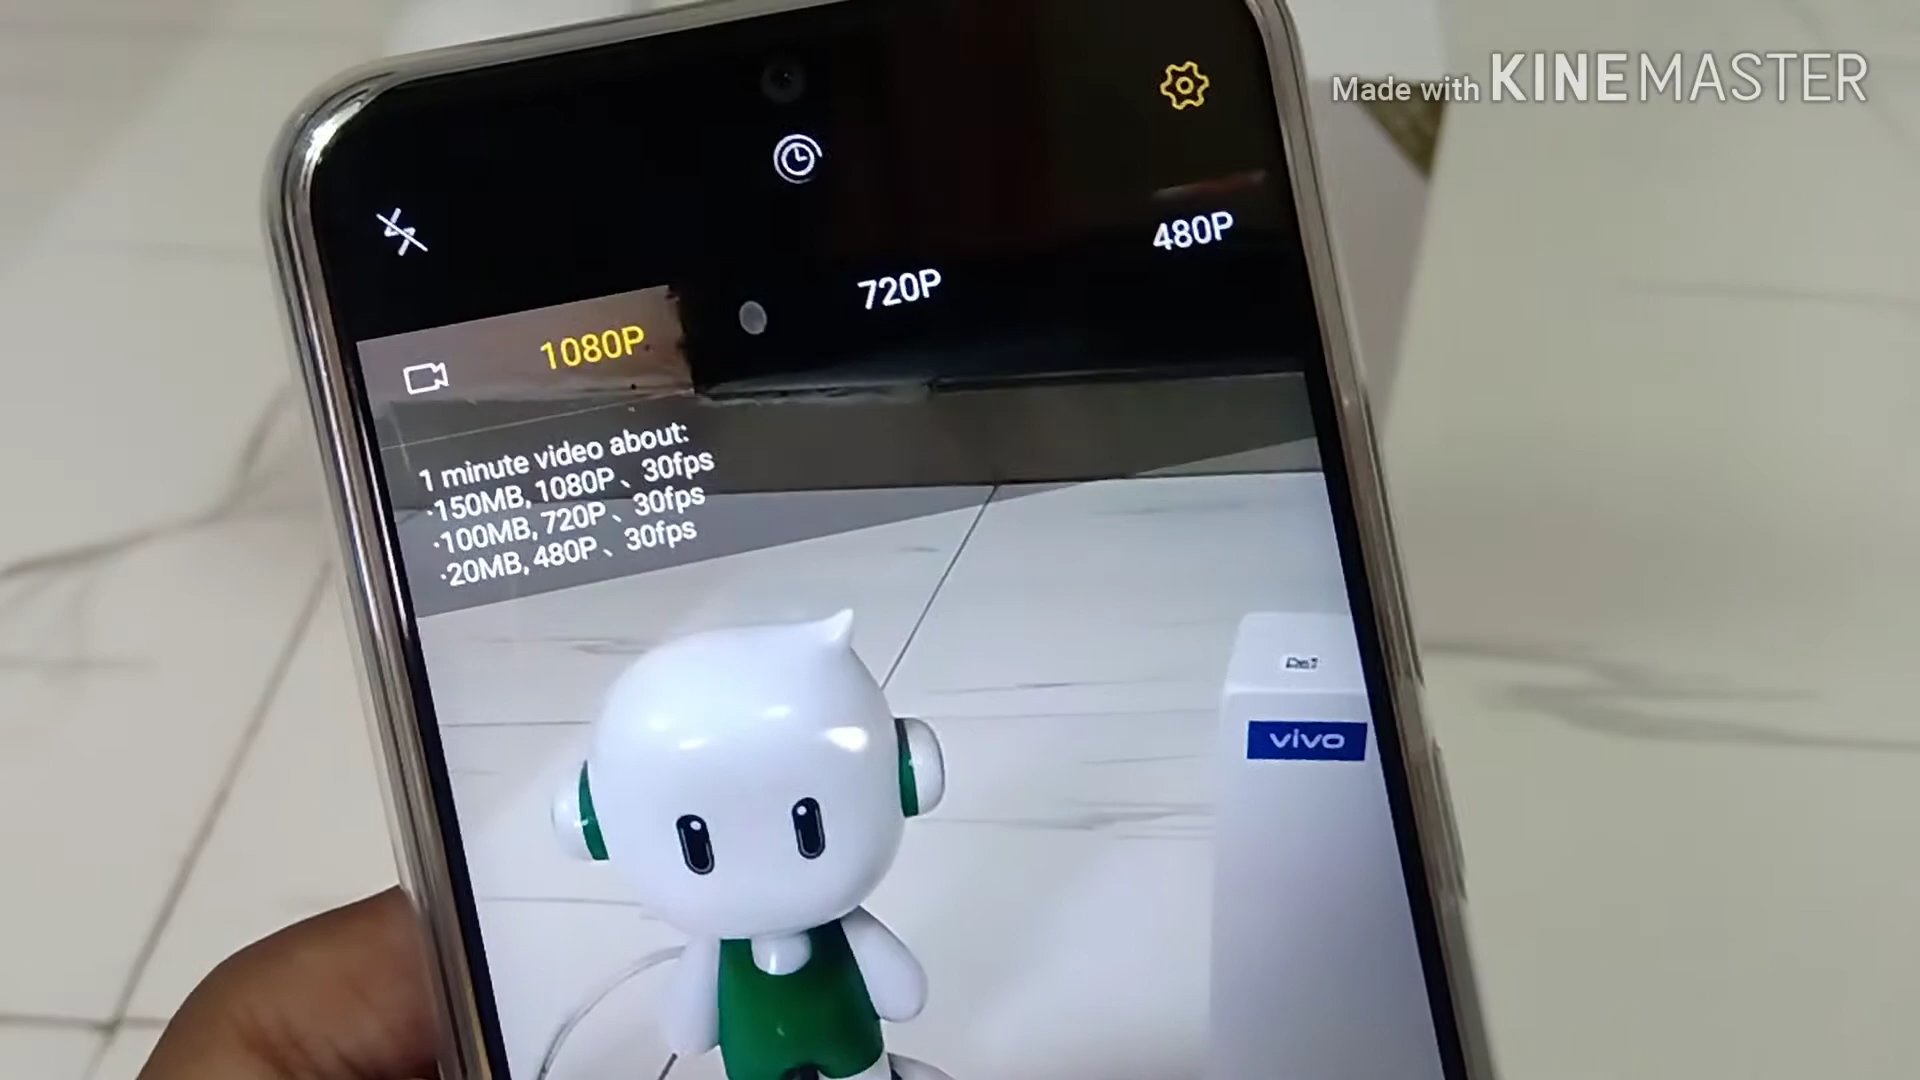 Made with KINEMASTER
480P
720P
1080P
1 minute video about:
·150MB, 1080P、30fps
·100MB, 720P、30fps
·20MB, 480P、30fps
vivo